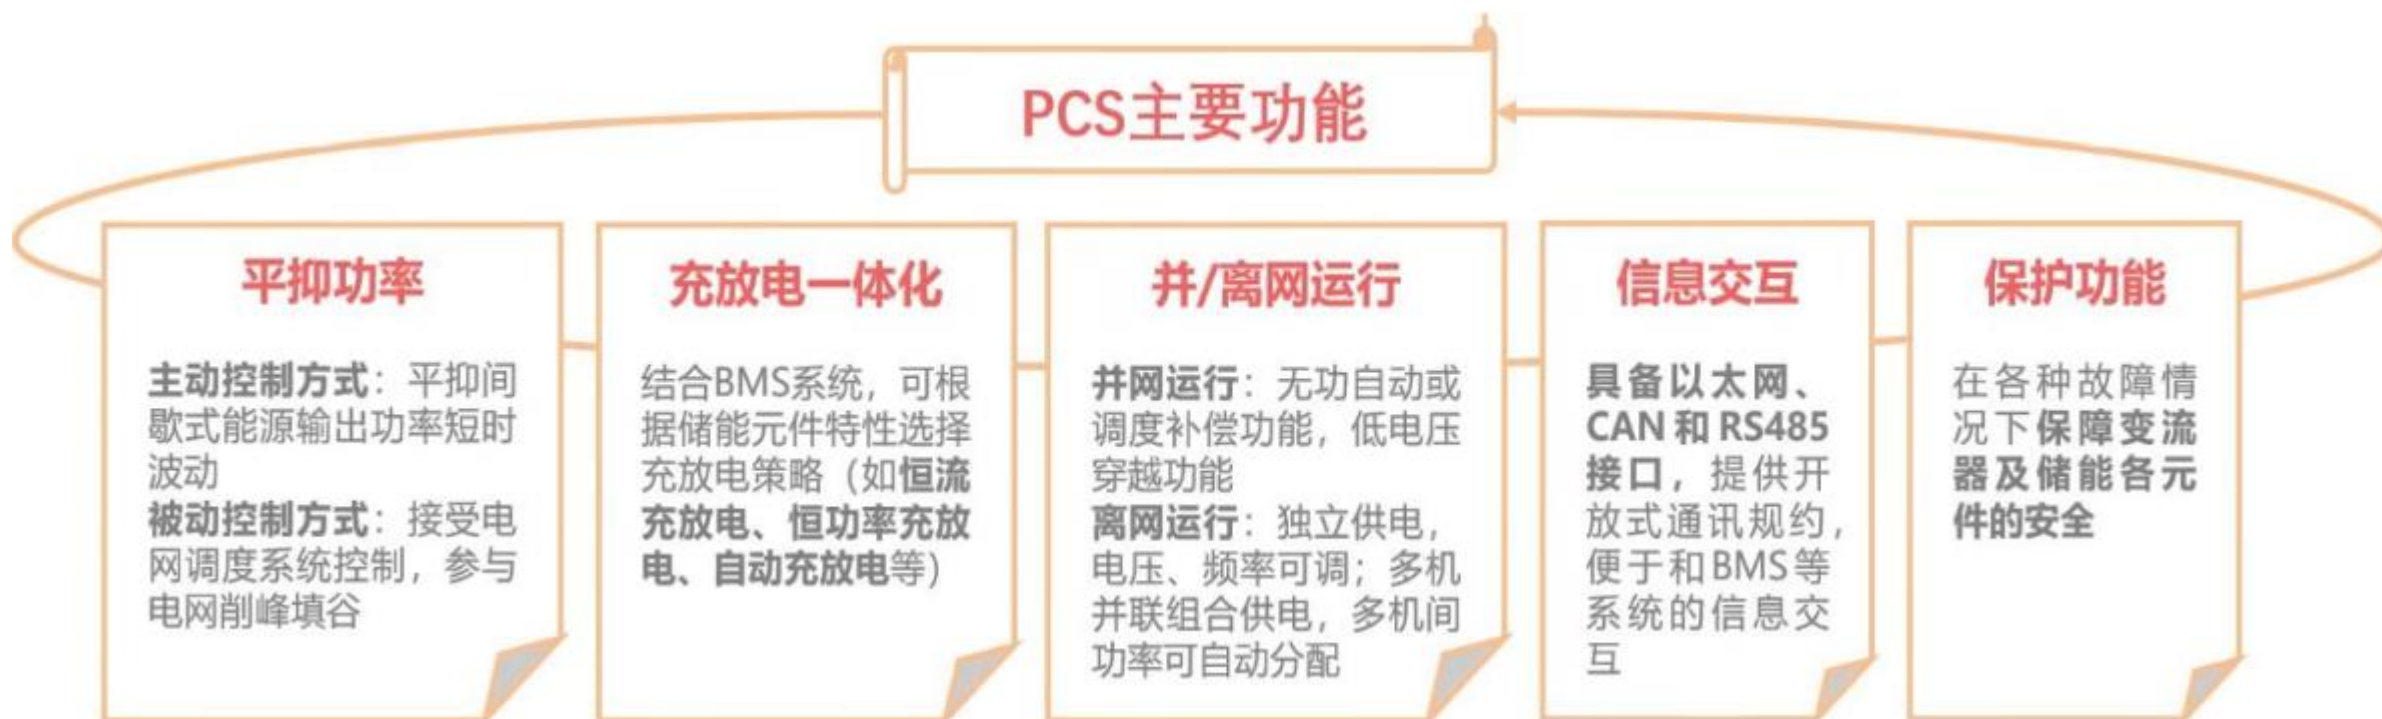 PCS主要功能
平抑功率
主动控制方式：平抑间
歇式能源输出功率短时
波动
被动控制方式：接受电
网调度系统控制，参与
电网削峰填谷
充放电一体化
结合BMS系统，可根
据储能元件特性选择
充放电策略（如恒流
充放电、恒功率充放
电、自动充放电等）
并/离网运行
并网运行：无功自动或
调度补偿功能，低电压
穿越功能
离网运行：独立供电，
电压、频率可调；多机
并联组合供电，多机间
功率可自动分配
信息交互
具备以太网、
CAN和RS485
接口，提供开
放式通讯规约，
便于和BMS等
系统的信息交
互
保护功能
在各种故障情
况下保障变流
器及储能各元
件的安全